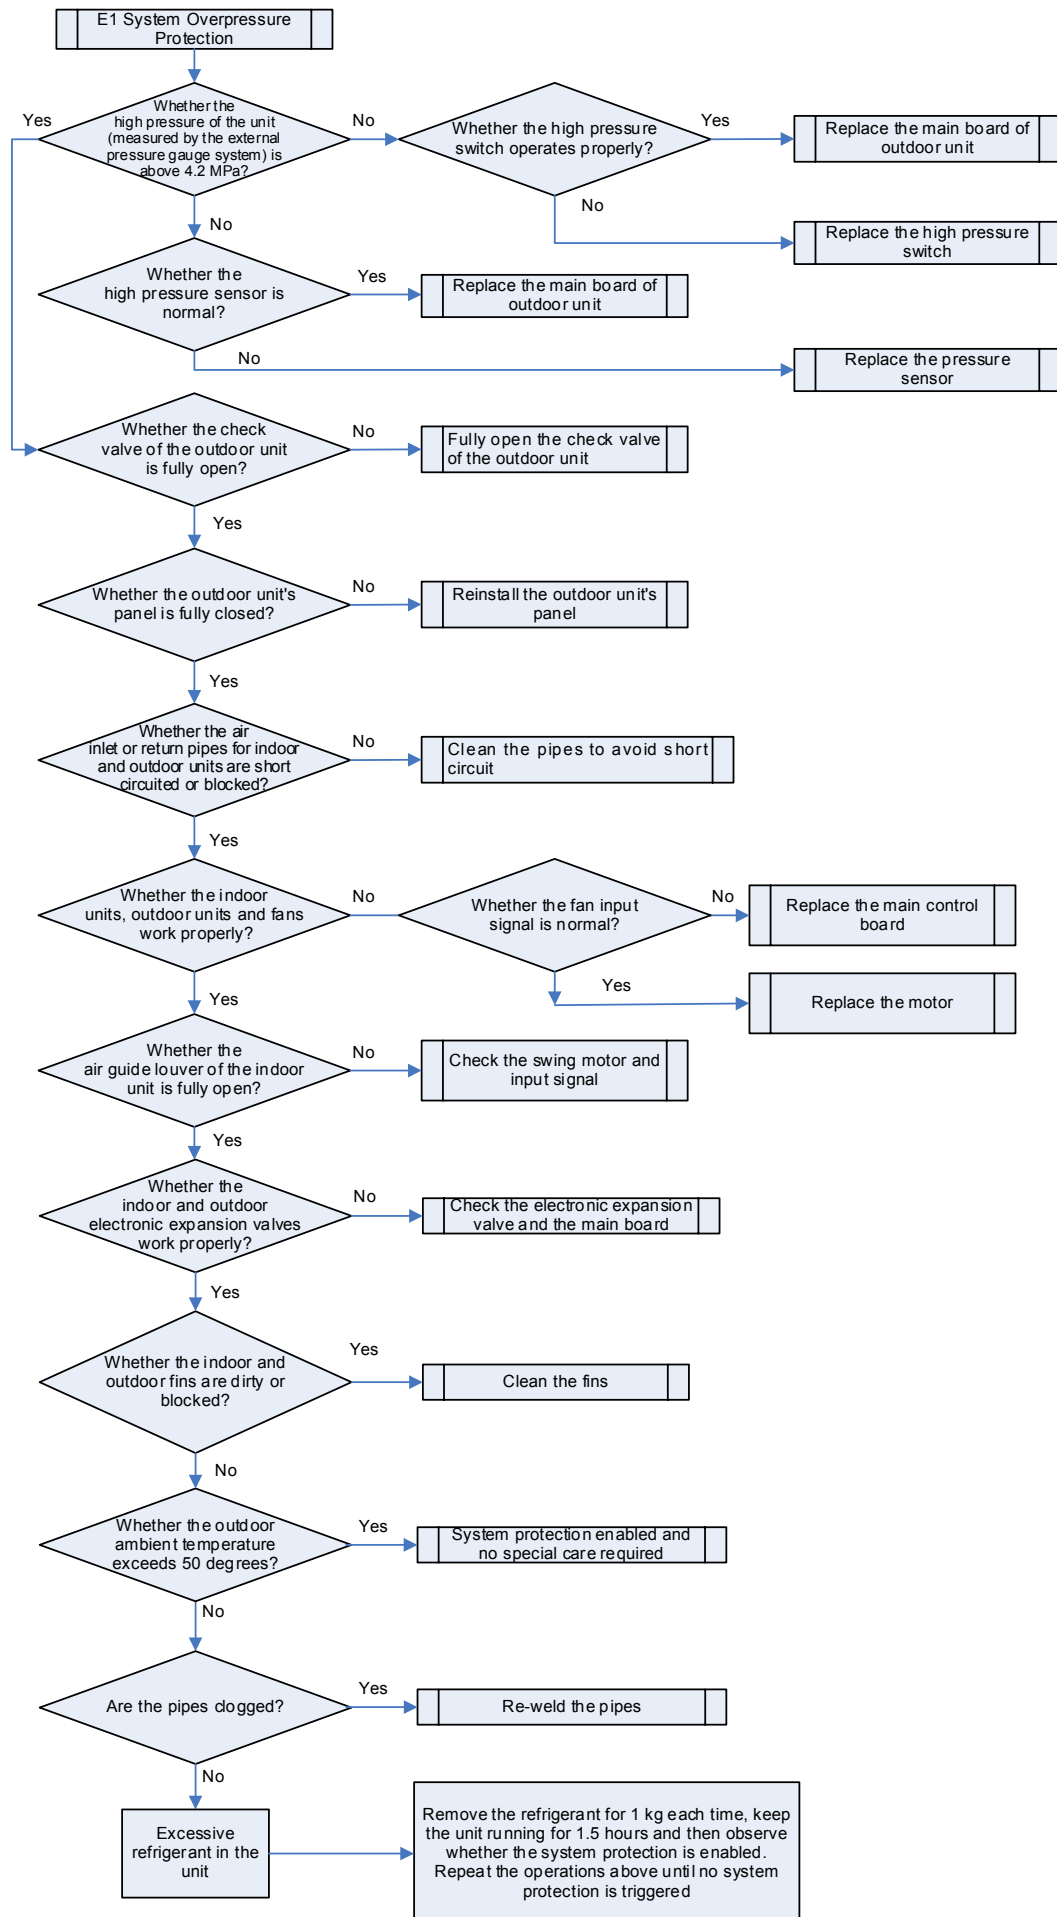 E1 System Overpressure
Protection
Whether the
high pressure of the unit
(measured by the external
pressure gauge system) is
above 4.2 MPa?
Yes
No
Whether the high pressure
switch operates properly?
Yes
Replace the main board of
outdoor unit
No
Replace the high pressure
switch
No
Whether the
high pressure sensor is
normal?
Yes
Replace the main board of
outdoor unit
No
Replace the pressure
sensor
Whether the check
valve of the outdoor unit
is fully open?
No
Fully open the check valve
of the outdoor unit
Yes
Whether the outdoor unit's
panel is fully closed?
No
Reinstall the outdoor unit's
panel
Yes
Whether the air
inlet or return pipes for indoor
and outdoor units are short
circuited or blocked?
No
Clean the pipes to avoid short
circuit
Yes
Whether the indoor
units, outdoor units and fans
work properly?
No
Whether the fan input
signal is normal?
No
Replace the main control
board
Yes
Replace the motor
Yes
Whether the
air guide louver of the indoor
unit is fully open?
No
Check the swing motor and
input signal
Yes
Whether the
indoor and outdoor
electronic expansion valves
work properly?
No
Check the electronic expansion
valve and the main board
Yes
Whether the indoor and
outdoor fins are dirty or
blocked?
Yes
Clean the fins
No
Whether the outdoor
ambient temperature
exceeds 50 degrees?
Yes
System protection enabled and
no special care required
No
Are the pipes clogged?
Yes
Re-weld the pipes
No
Excessive
refrigerant in the
unit
Remove the refrigerant for 1 kg each time, keep
the unit running for 1.5 hours and then observe
whether the system protection is enabled.
Repeat the operations above until no system
protection is triggered